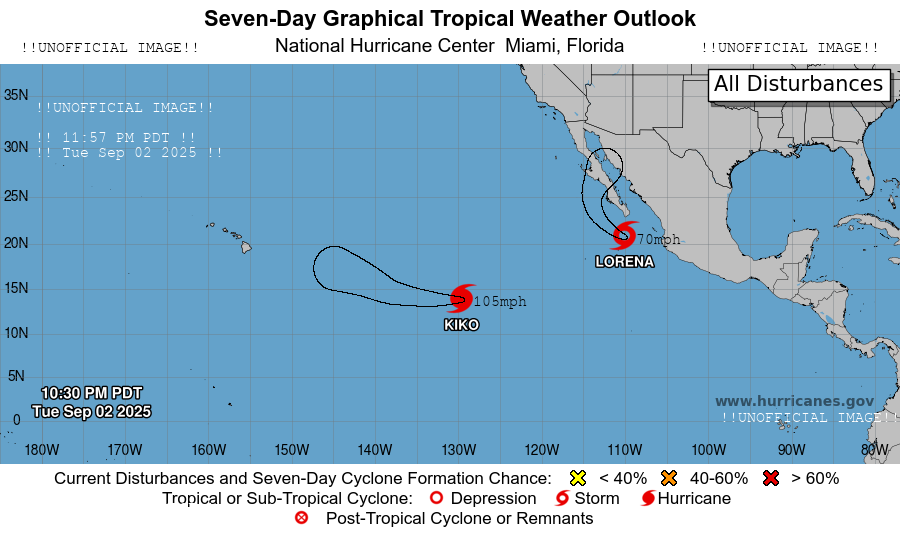 Seven-Day Graphical Tropical Weather Outlook
!!UNOFFICIAL IMAGE!! National Hurricane Center Miami, Florida !!UNOFFICIAL IMAGE!!
All Disturbances
35N
!!UNOFFICIAL IMAGE!!
!! 11:57 PM PDT !!
30N
!! Tue Sep 02 2025 !!
25N
20N
70mph
LORENA
15N
105mph
KIKO
10N
5N
10:30 PM PDT
Tue Sep 02 2025
www.hurricanes.gov
0
!!UNOFFICIAL IMAGE!!
180W 170W 160W 150W 140W 130W 120W 110W 100W 90W 80W
Current Disturbances and Seven-Day Cyclone Formation Chance: < 40% 40-60% > 60%
Tropical or Sub-Tropical Cyclone: Depression Storm Hurricane
Post-Tropical Cyclone or Remnants